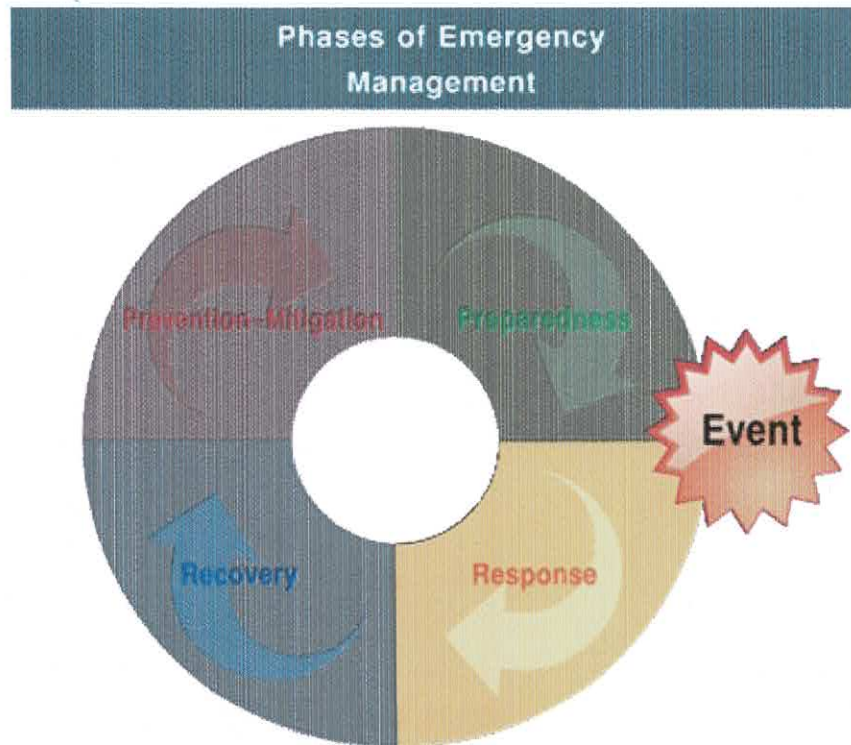 Phases of Emergency
Management
Prevention-Mitigation
Preparedness
Event
Recovery
Response